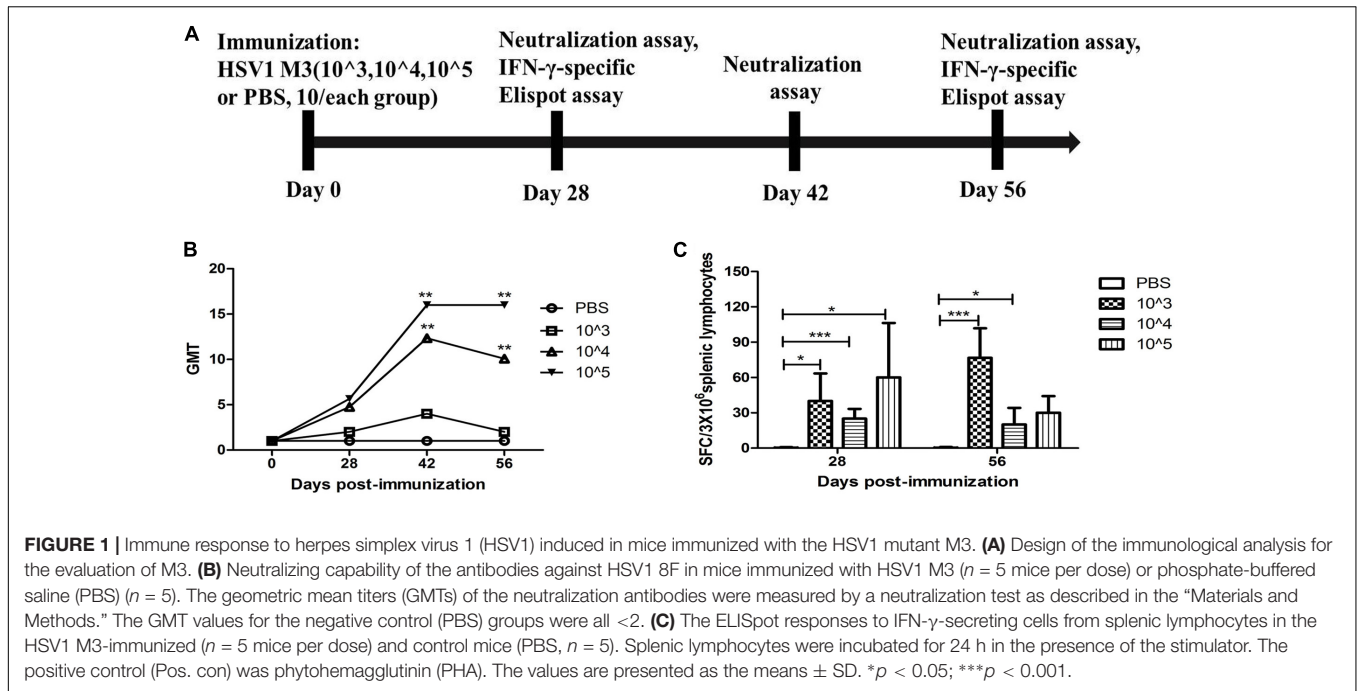 A
Immunization:
HSV1 M3(10^3,10^4,10^5
or PBS, 10/each group)
Neutralization assay,
IFN-γ-specific
Elispot assay
Neutralization
assay
Neutralization assay,
IFN-γ-specific
Elispot assay
Day 0
Day 28
Day 42
Day 56
B
20
15
10
5
0
GMT
**
**
**
**
0
28
42
56
Days post-immunization
PBS
10^3
10^4
10^5
C
150
120
90
60
30
0
SFC/3X10⁶splenic lymphocytes
*
***
*
*
***
28
56
Days post-immunization
PBS
10^3
10^4
10^5
FIGURE 1 | Immune response to herpes simplex virus 1 (HSV1) induced in mice immunized with the HSV1 mutant M3. (A) Design of the immunological analysis for
the evaluation of M3. (B) Neutralizing capability of the antibodies against HSV1 8F in mice immunized with HSV1 M3 (n = 5 mice per dose) or phosphate-buffered
saline (PBS) (n = 5). The geometric mean titers (GMTs) of the neutralization antibodies were measured by a neutralization test as described in the “Materials and
Methods.” The GMT values for the negative control (PBS) groups were all <2. (C) The ELISpot responses to IFN-γ-secreting cells from splenic lymphocytes in the
HSV1 M3-immunized (n = 5 mice per dose) and control mice (PBS, n = 5). Splenic lymphocytes were incubated for 24 h in the presence of the stimulator. The
positive control (Pos. con) was phytohemagglutinin (PHA). The values are presented as the means ± SD. *p < 0.05; ***p < 0.001.